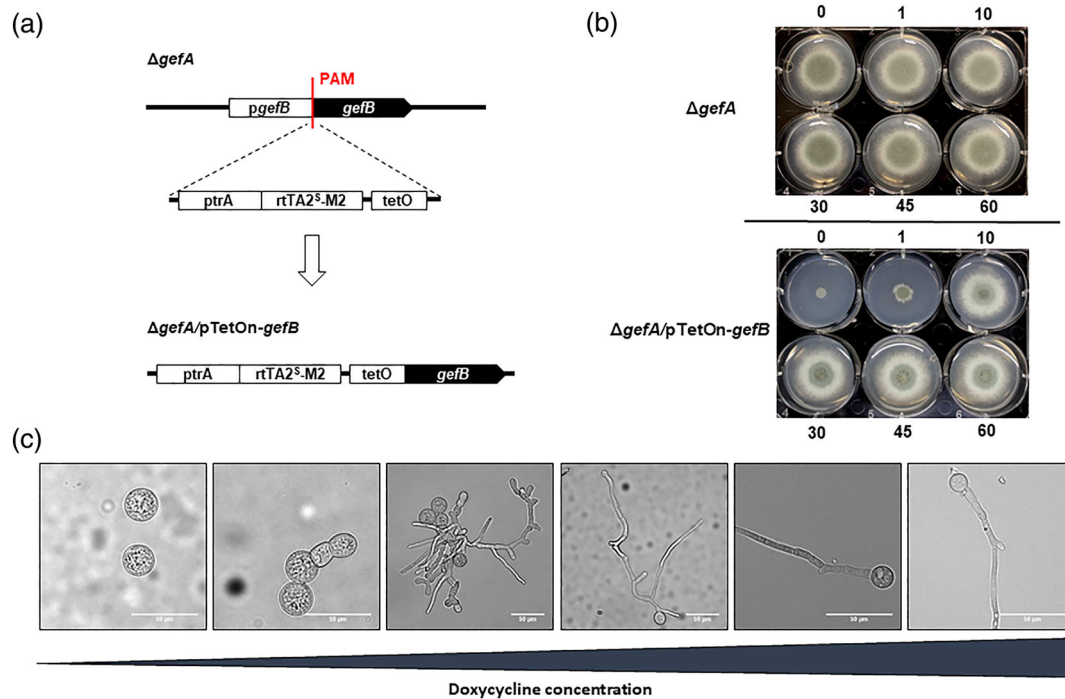 (a)
ΔgefA
PAM
pgefB
gefB
ptrA
rtTA2S-M2
tetO
ΔgefA/pTetOn-gefB
ptrA
rtTA2S-M2
tetO
gefB
(b)
0 1 10
ΔgefA
30 45 60
0 1 10
ΔgefA/pTetOn-gefB
30 45 60
(c)
50 µm
50 µm
50 µm
50 µm
50 µm
50 µm
Doxycycline concentration